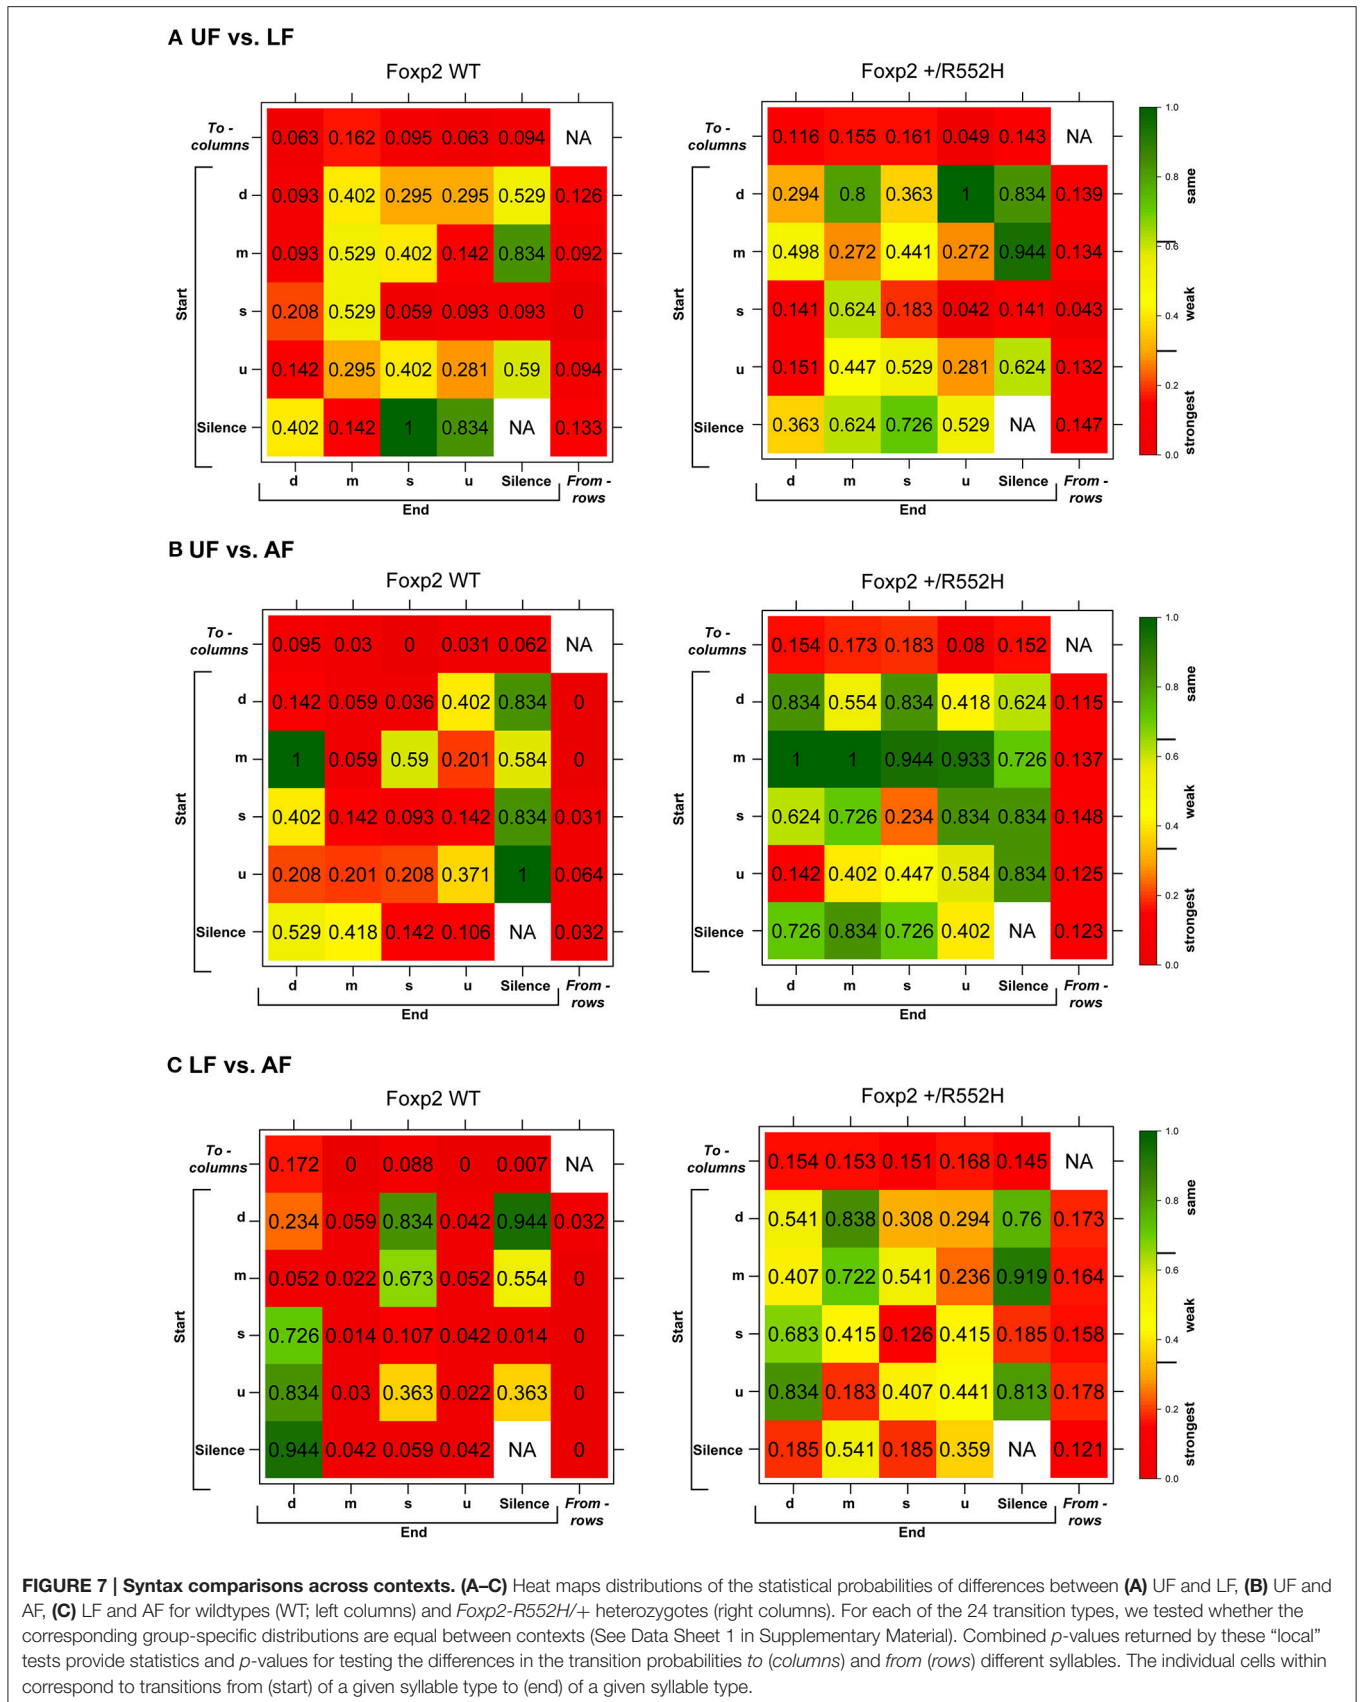 A UF vs. LF
Foxp2 WT
To - columns 0.063 0.162 0.095 0.063 0.094 NA
d 0.093 0.402 0.295 0.295 0.529 0.126
m 0.093 0.529 0.402 0.142 0.834 0.092
s 0.208 0.529 0.059 0.093 0.093 0
u 0.142 0.295 0.402 0.281 0.59 0.094
Silence 0.402 0.142 1 0.834 NA 0.133
Start
d m s u Silence From - rows
End
Foxp2 +/R552H
To - columns 0.116 0.155 0.161 0.049 0.143 NA
d 0.294 0.8 0.363 1 0.834 0.139
m 0.498 0.272 0.441 0.272 0.944 0.134
s 0.141 0.624 0.183 0.042 0.141 0.043
u 0.151 0.447 0.529 0.281 0.624 0.132
Silence 0.363 0.624 0.726 0.529 NA 0.147
Start
d m s u Silence From - rows
End
1.0
0.8
0.6
0.4
0.2
0.0
same
weak
strongest
B UF vs. AF
Foxp2 WT
To - columns 0.095 0.03 0 0.031 0.062 NA
d 0.142 0.059 0.036 0.402 0.834 0
m 1 0.059 0.59 0.201 0.584 0
s 0.402 0.142 0.093 0.142 0.834 0.031
u 0.208 0.201 0.208 0.371 1 0.064
Silence 0.529 0.418 0.142 0.106 NA 0.032
Start
d m s u Silence From - rows
End
Foxp2 +/R552H
To - columns 0.154 0.173 0.183 0.08 0.152 NA
d 0.834 0.554 0.834 0.418 0.624 0.115
m 1 1 0.944 0.933 0.726 0.137
s 0.624 0.726 0.234 0.834 0.834 0.148
u 0.142 0.402 0.447 0.584 0.834 0.125
Silence 0.726 0.834 0.726 0.402 NA 0.123
Start
d m s u Silence From - rows
End
1.0
0.8
0.6
0.4
0.2
0.0
same
weak
strongest
C LF vs. AF
Foxp2 WT
To - columns 0.172 0 0.088 0 0.007 NA
d 0.234 0.059 0.834 0.042 0.944 0.032
m 0.052 0.022 0.673 0.052 0.554 0
s 0.726 0.014 0.107 0.042 0.014 0
u 0.834 0.03 0.363 0.022 0.363 0
Silence 0.944 0.042 0.059 0.042 NA 0
Start
d m s u Silence From - rows
End
Foxp2 +/R552H
To - columns 0.154 0.153 0.151 0.168 0.145 NA
d 0.541 0.838 0.308 0.294 0.76 0.173
m 0.407 0.722 0.541 0.236 0.919 0.164
s 0.683 0.415 0.126 0.415 0.185 0.158
u 0.834 0.183 0.407 0.441 0.813 0.178
Silence 0.185 0.541 0.185 0.359 NA 0.121
Start
d m s u Silence From - rows
End
1.0
0.8
0.6
0.4
0.2
0.0
same
weak
strongest
FIGURE 7 | Syntax comparisons across contexts. (A–C) Heat maps distributions of the statistical probabilities of differences between (A) UF and LF, (B) UF and
AF, (C) LF and AF for wildtypes (WT; left columns) and Foxp2-R552H/+ heterozygotes (right columns). For each of the 24 transition types, we tested whether the
corresponding group-specific distributions are equal between contexts (See Data Sheet 1 in Supplementary Material). Combined p-values returned by these “local”
tests provide statistics and p-values for testing the differences in the transition probabilities to (columns) and from (rows) different syllables. The individual cells within
correspond to transitions from (start) of a given syllable type to (end) of a given syllable type.